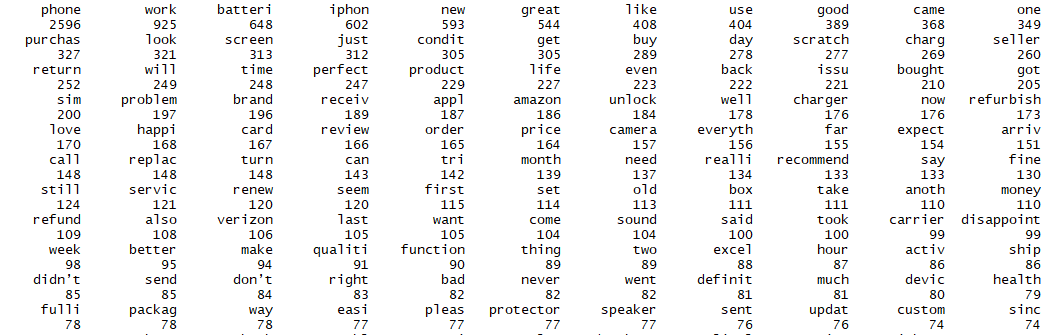 phone work batteri iphon new great like use good came one
2596 925 648 602 593 544 408 404 389 368 349
purchas look screen just condit get buy day scratch charg seller
327 321 313 312 305 305 289 278 277 269 260
return will time perfect product life even back issu bought got
252 249 248 247 229 227 223 222 221 210 205
sim problem brand receiv appl amazon unlock well charger now refurbish
200 197 196 189 187 186 184 178 176 176 173
love happi card review order price camera everyth far expect arriv
170 168 167 166 165 164 157 156 155 154 151
call replac turn can tri month need realli recommend say fine
148 148 148 143 142 139 137 134 133 133 130
still servic renew seem first set old box take anoth money
124 121 120 120 115 114 113 111 111 110 110
refund also verizon last want come sound said took carrier disappoint
109 108 106 105 105 104 104 100 100 99 99
week better make qualiti function thing two excel hour activ ship
98 95 94 91 90 89 89 88 87 86 86
didn’t send don’t right bad never went definit much devic health
85 85 84 83 82 82 82 81 81 80 79
fulli packag way easi pleas protector speaker sent updat custom sinc
78 78 78 77 77 77 77 76 76 74 74